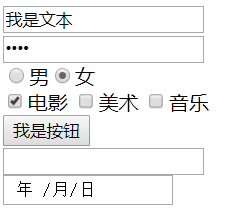 我是文本
••••
男 女
电影 美术 音乐
我是按钮
年 /月/日